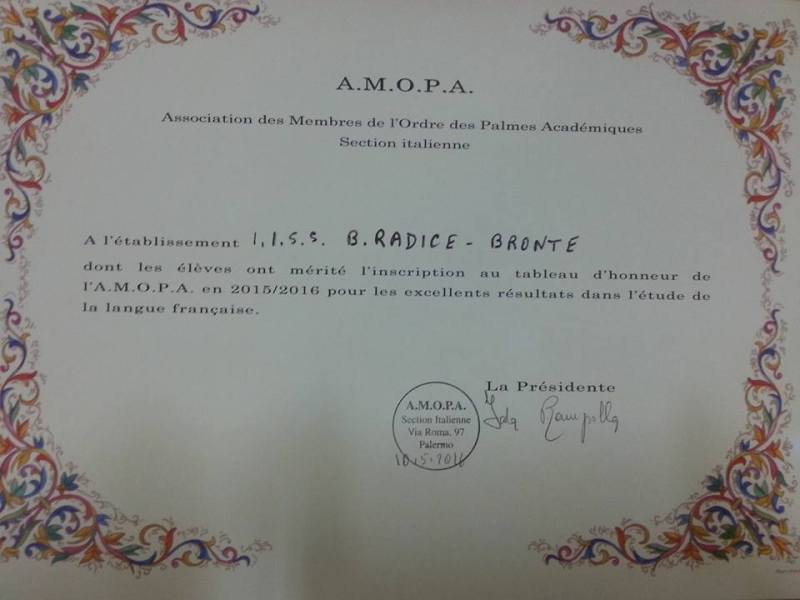 A.M.O.P.A.
Association des Membres de l'Ordre des Palmes Académiques
Section italienne
A l'établissement I.I.S.S. B. RADICE - BRONTE
dont les élèves ont mérité l'inscription au tableau d'honneur de
l'A.M.O.P.A. en 2015/2016 pour les excellents résultats dans l'étude de
la langue française.
La Présidente
Ida Rampolla
A.M.O.P.A.
Section Italienne
Via Roma, 97
Palermo
10.5.2016